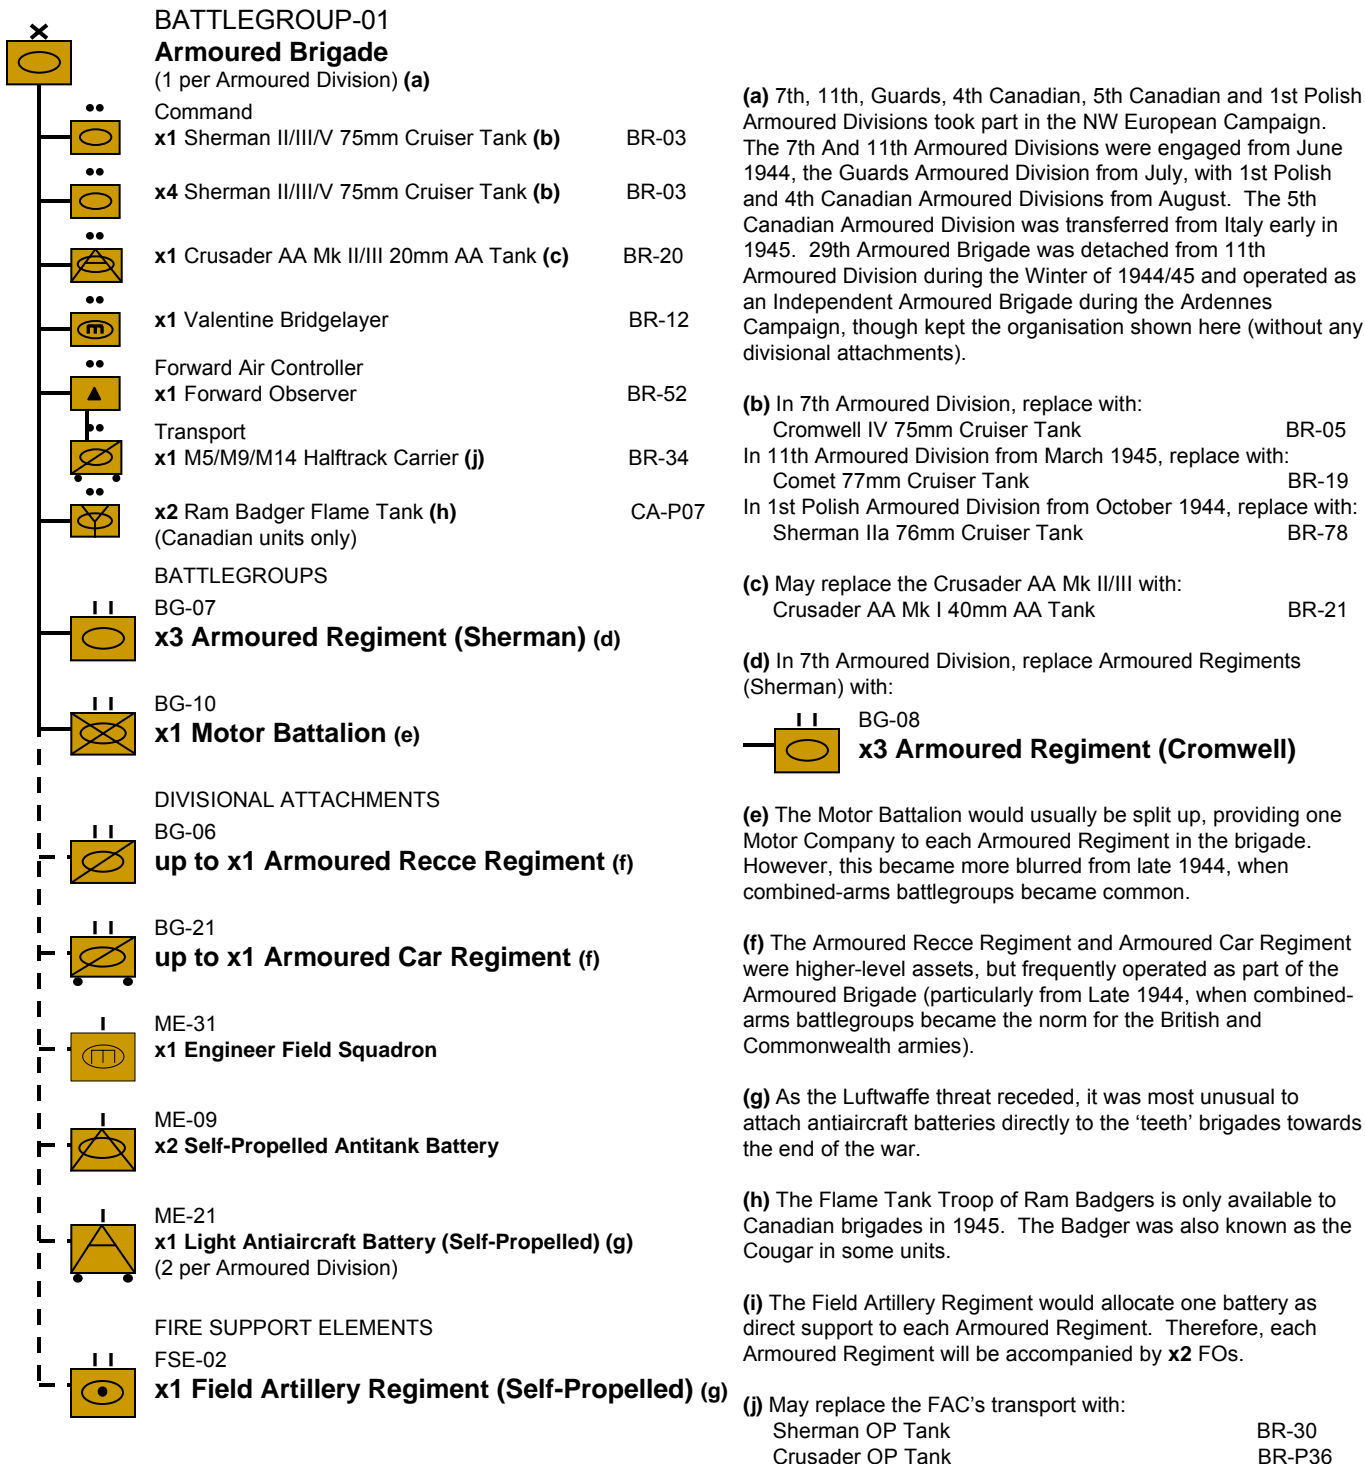 BATTLEGROUP-01
Armoured Brigade
(1 per Armoured Division) (a)
Command
x1 Sherman II/III/V 75mm Cruiser Tank (b) BR-03
x4 Sherman II/III/V 75mm Cruiser Tank (b) BR-03
x1 Crusader AA Mk II/III 20mm AA Tank (c) BR-20
x1 Valentine Bridgelayer BR-12
Forward Air Controller
x1 Forward Observer BR-52
Transport
x1 M5/M9/M14 Halftrack Carrier (j) BR-34
x2 Ram Badger Flame Tank (h) CA-P07
(Canadian units only)
BATTLEGROUPS
BG-07
x3 Armoured Regiment (Sherman) (d)
BG-10
x1 Motor Battalion (e)
DIVISIONAL ATTACHMENTS
BG-06
up to x1 Armoured Recce Regiment (f)
BG-21
up to x1 Armoured Car Regiment (f)
ME-31
x1 Engineer Field Squadron
ME-09
x2 Self-Propelled Antitank Battery
ME-21
x1 Light Antiaircraft Battery (Self-Propelled) (g)
(2 per Armoured Division)
FIRE SUPPORT ELEMENTS
FSE-02
x1 Field Artillery Regiment (Self-Propelled) (g)
(a) 7th, 11th, Guards, 4th Canadian, 5th Canadian and 1st Polish
Armoured Divisions took part in the NW European Campaign.
The 7th And 11th Armoured Divisions were engaged from June
1944, the Guards Armoured Division from July, with 1st Polish
and 4th Canadian Armoured Divisions from August. The 5th
Canadian Armoured Division was transferred from Italy early in
1945. 29th Armoured Brigade was detached from 11th
Armoured Division during the Winter of 1944/45 and operated as
an Independent Armoured Brigade during the Ardennes
Campaign, though kept the organisation shown here (without any
divisional attachments).
(b) In 7th Armoured Division, replace with:
Cromwell IV 75mm Cruiser Tank BR-05
In 11th Armoured Division from March 1945, replace with:
Comet 77mm Cruiser Tank BR-19
In 1st Polish Armoured Division from October 1944, replace with:
Sherman IIa 76mm Cruiser Tank BR-78
(c) May replace the Crusader AA Mk II/III with:
Crusader AA Mk I 40mm AA Tank BR-21
(d) In 7th Armoured Division, replace Armoured Regiments
(Sherman) with:
BG-08
x3 Armoured Regiment (Cromwell)
(e) The Motor Battalion would usually be split up, providing one
Motor Company to each Armoured Regiment in the brigade.
However, this became more blurred from late 1944, when
combined-arms battlegroups became common.
(f) The Armoured Recce Regiment and Armoured Car Regiment
were higher-level assets, but frequently operated as part of the
Armoured Brigade (particularly from Late 1944, when combined-
arms battlegroups became the norm for the British and
Commonwealth armies).
(g) As the Luftwaffe threat receded, it was most unusual to
attach antiaircraft batteries directly to the ‘teeth’ brigades towards
the end of the war.
(h) The Flame Tank Troop of Ram Badgers is only available to
Canadian brigades in 1945. The Badger was also known as the
Cougar in some units.
(i) The Field Artillery Regiment would allocate one battery as
direct support to each Armoured Regiment. Therefore, each
Armoured Regiment will be accompanied by x2 FOs.
(j) May replace the FAC’s transport with:
Sherman OP Tank BR-30
Crusader OP Tank BR-P36